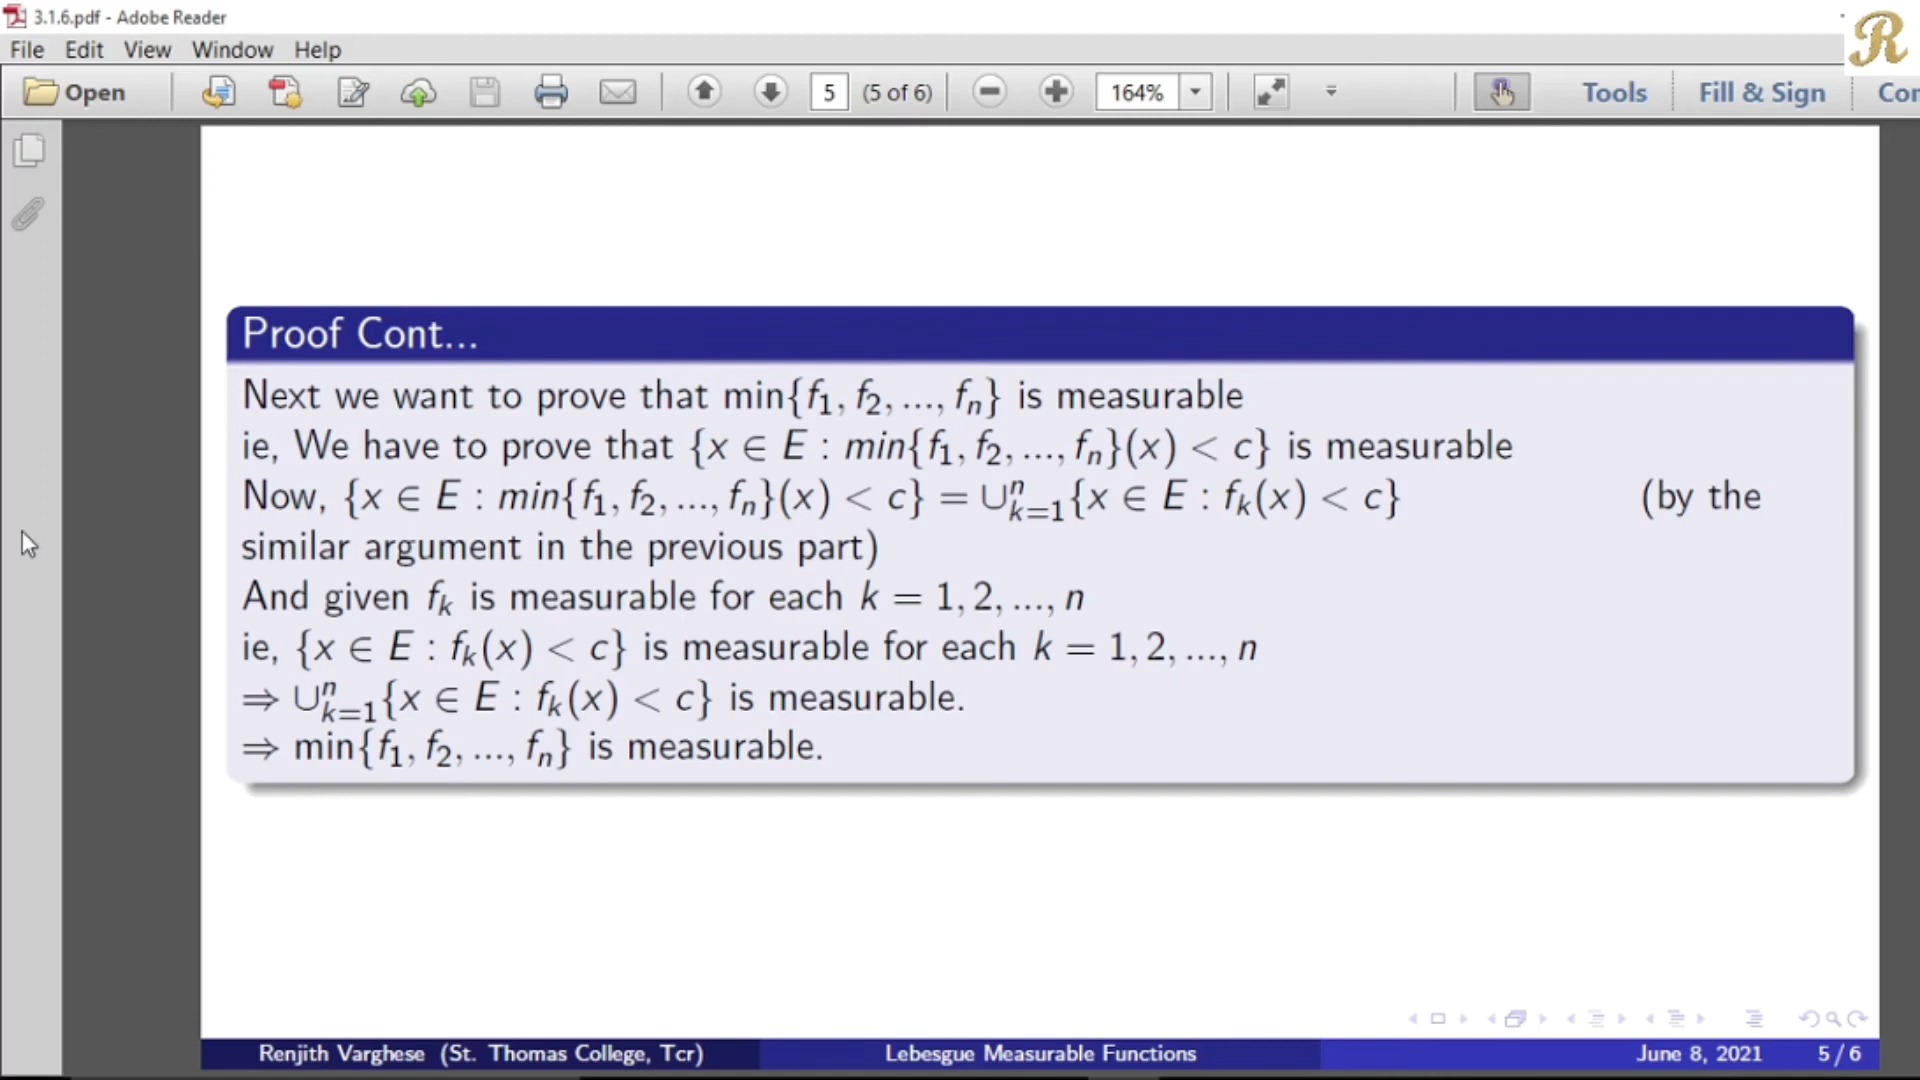 3.1.6.pdf - Adobe Reader
File Edit View Window Help
Open 5 (5 of 6) 164% Tools Fill & Sign Cor
R
Proof Cont...
Next we want to prove that min{f₁, f₂, ..., fₙ} is measurable
ie, We have to prove that {x ∈ E : min{f₁, f₂, ..., fₙ}(x) < c} is measurable
Now, {x ∈ E : min{f₁, f₂, ..., fₙ}(x) < c} = ∪ⁿₖ₌₁{x ∈ E : fₖ(x) < c} (by the
similar argument in the previous part)
And given fₖ is measurable for each k = 1, 2, ..., n
ie, {x ∈ E : fₖ(x) < c} is measurable for each k = 1, 2, ..., n
⇒ ∪ⁿₖ₌₁{x ∈ E : fₖ(x) < c} is measurable.
⇒ min{f₁, f₂, ..., fₙ} is measurable.
Renjith Varghese (St. Thomas College, Tcr) Lebesgue Measurable Functions June 8, 2021 5 / 6